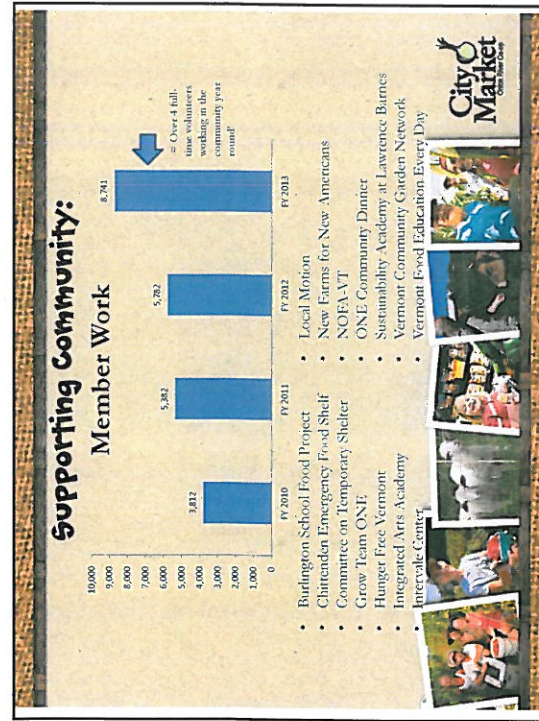 Supporting Community:
Member Work
10,000
9,000
8,000
7,000
6,000
5,000
4,000
3,000
2,000
1,000
0
3,812
5,382
5,782
8,741
FY 2010
FY 2011
FY 2012
FY 2013
= Over 4 full-
time volunteers
working in the
community year
round'
• Burlington School Food Project
• Chittenden Emergency Food Shelf
• Committee on Temporary Shelter
• Grow Team ONE
• Hunger Free Vermont
• Integrated Arts Academy
• Intervale Center
• Local Motion
• New Farms for New Americans
• NOFA-VT
• ONE Community Dinner
• Sustainability Academy at Lawrence Barnes
• Vermont Community Garden Network
• Vermont Food Education Every Day
City
Market
Onion River Co-op